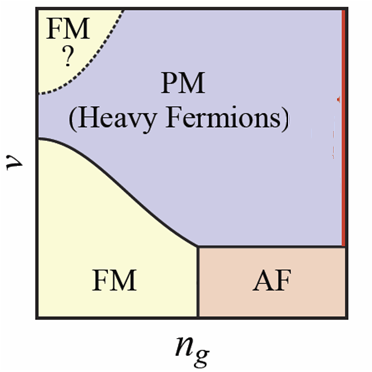 FM
?
PM
(Heavy Fermions)
v
FM
AF
n_g